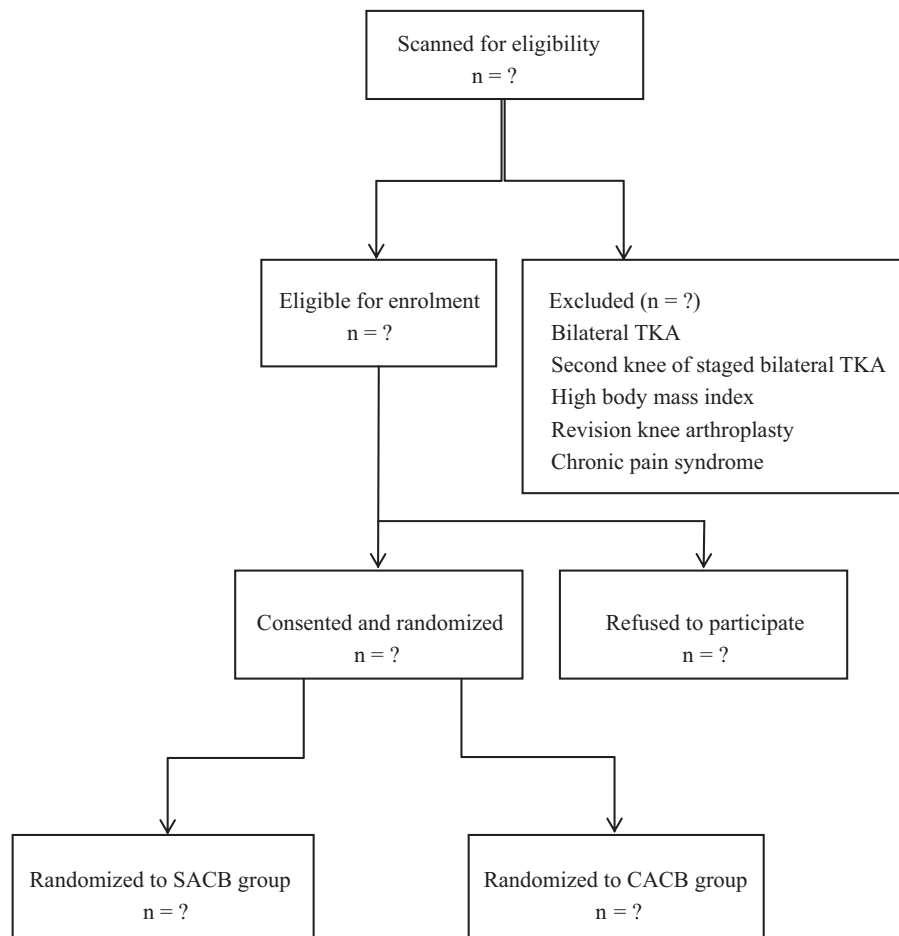 Scanned for eligibility
n = ?
Eligible for enrolment
n = ?
Excluded (n = ?)
Bilateral TKA
Second knee of staged bilateral TKA
High body mass index
Revision knee arthroplasty
Chronic pain syndrome
Consented and randomized
n = ?
Refused to participate
n = ?
Randomized to SACB group
n = ?
Randomized to CACB group
n = ?